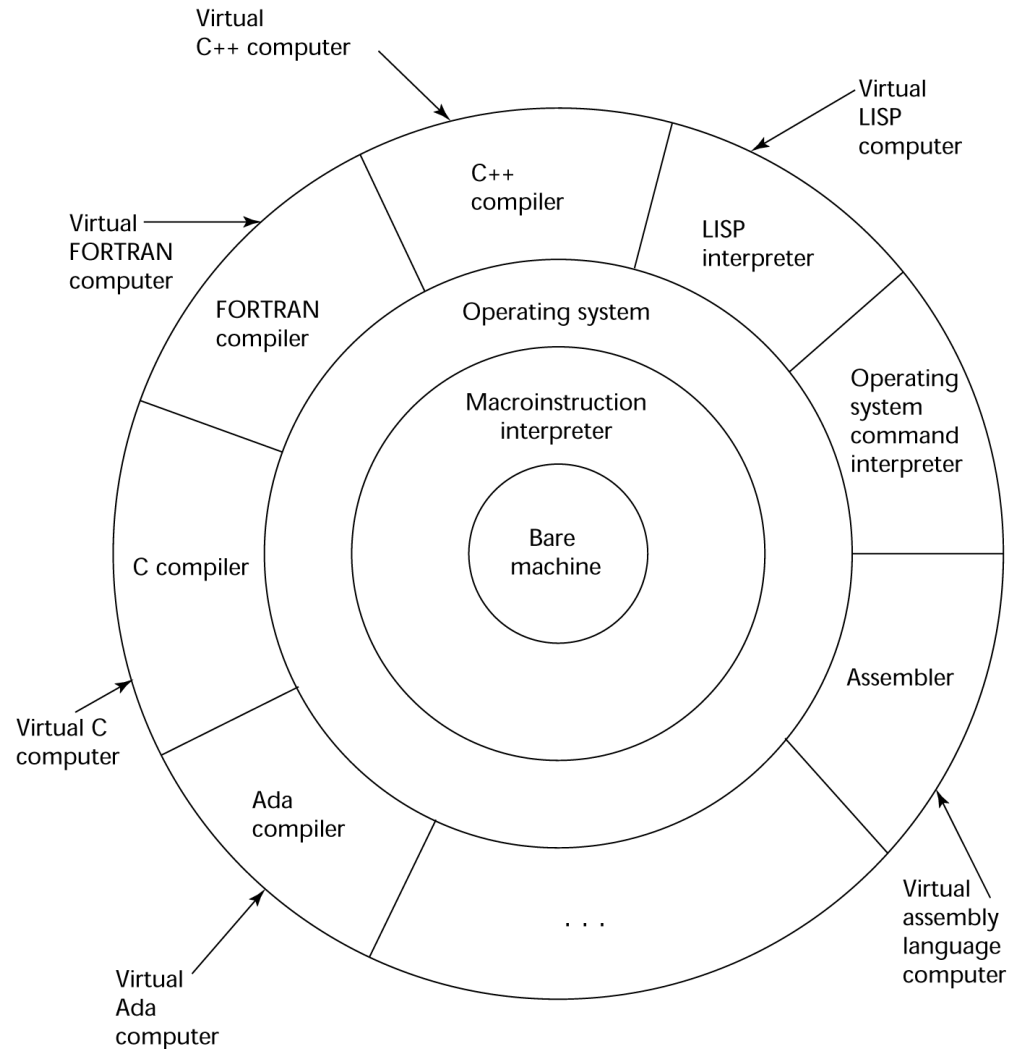 Virtual
C++ computer
Virtual
LISP
computer
C++
compiler
LISP
interpreter
Virtual
FORTRAN
computer
FORTRAN
compiler
Operating system
Operating
system
command
interpreter
Macroinstruction
interpreter
Bare
machine
C compiler
Assembler
Virtual C
computer
Ada
compiler
. . .
Virtual
assembly
language
computer
Virtual
Ada
computer